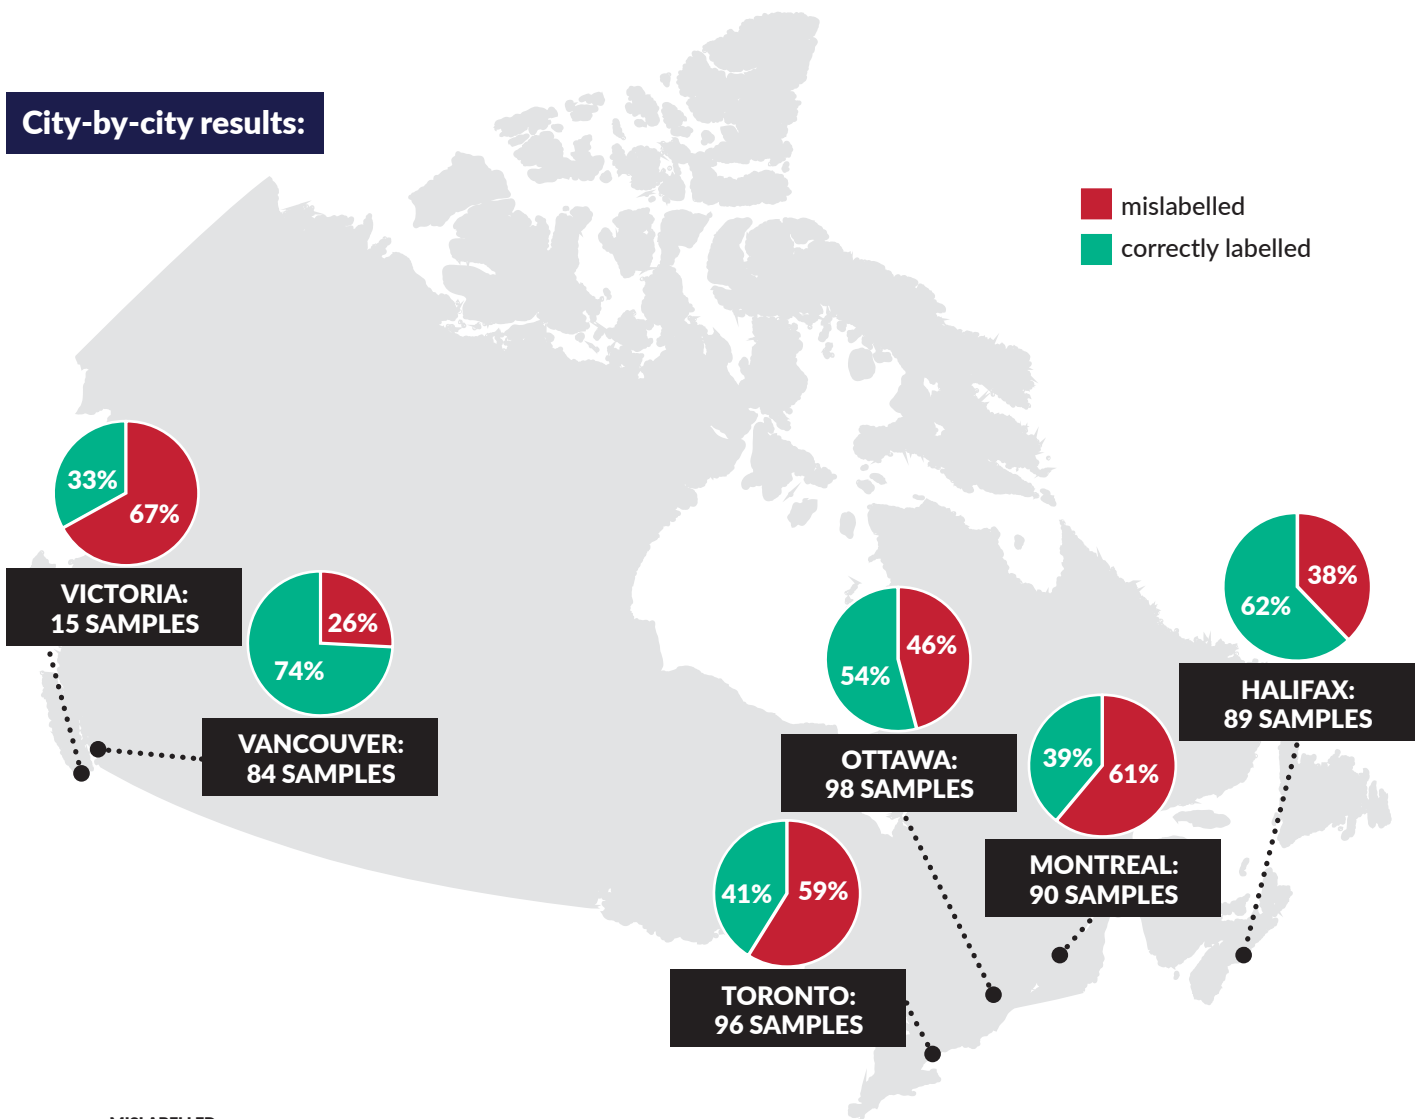 City-by-city results:
mislabelled
correctly labelled
33%
67%
VICTORIA:
15 SAMPLES
26%
74%
VANCOUVER:
84 SAMPLES
46%
54%
OTTAWA:
98 SAMPLES
38%
62%
HALIFAX:
89 SAMPLES
39%
61%
MONTREAL:
90 SAMPLES
41%
59%
TORONTO:
96 SAMPLES
MISLABELLED